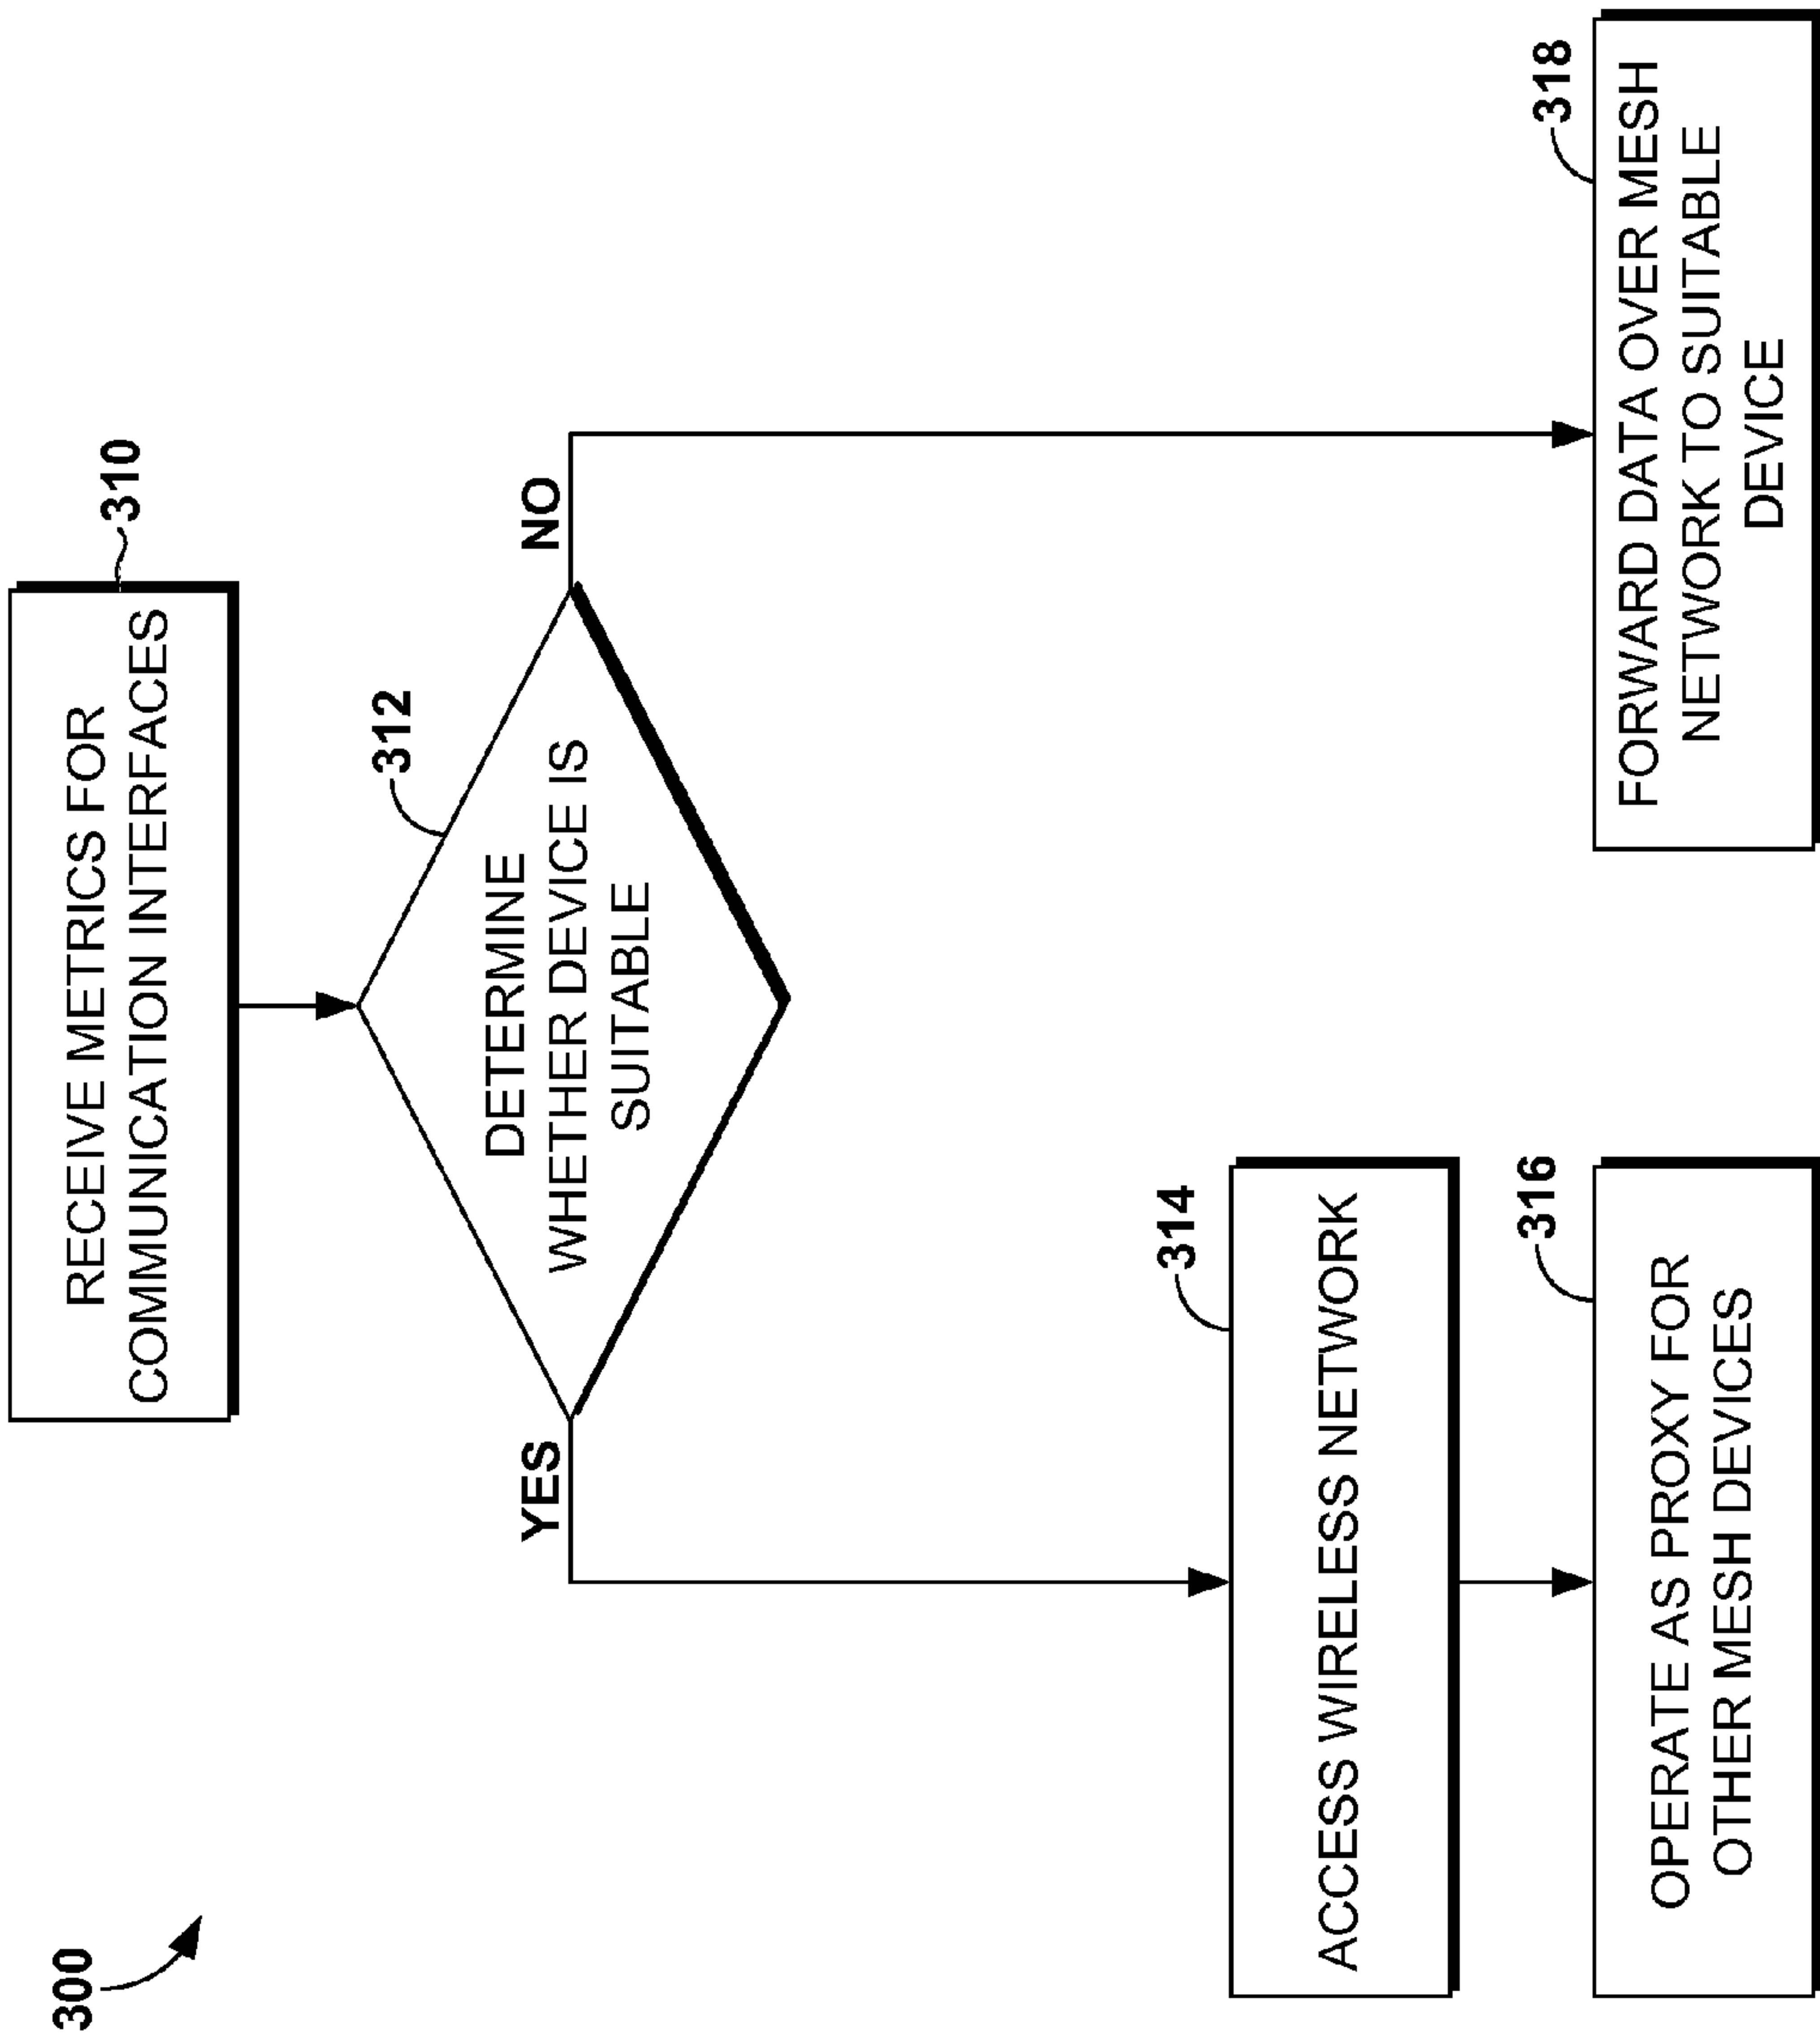 300
RECEIVE METRICS FOR
COMMUNICATION INTERFACES
310
DETERMINE
WHETHER DEVICE IS
SUITABLE
312
YES
NO
ACCESS WIRELESS NETWORK
314
OPERATE AS PROXY FOR
OTHER MESH DEVICES
316
FORWARD DATA OVER MESH
NETWORK TO SUITABLE
DEVICE
318